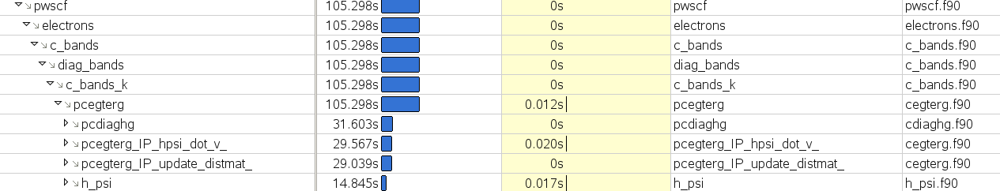 pwscf 105.298s 0s pwscf pwscf.f90
electrons 105.298s 0s electrons electrons.f90
c_bands 105.298s 0s c_bands c_bands.f90
diag_bands 105.298s 0s diag_bands c_bands.f90
c_bands_k 105.298s 0s c_bands_k c_bands.f90
pcegterg 105.298s 0.012s pcegterg cegterg.f90
pcdiaghg 31.603s 0s pcdiaghg cdiaghg.f90
pcegterg_IP_hpsi_dot_v_ 29.567s 0.020s pcegterg_IP_hpsi_dot_v_ cegterg.f90
pcegterg_IP_update_distmat_ 29.039s 0s pcegterg_IP_update_distmat_ cegterg.f90
h_psi 14.845s 0.017s h_psi h_psi.f90